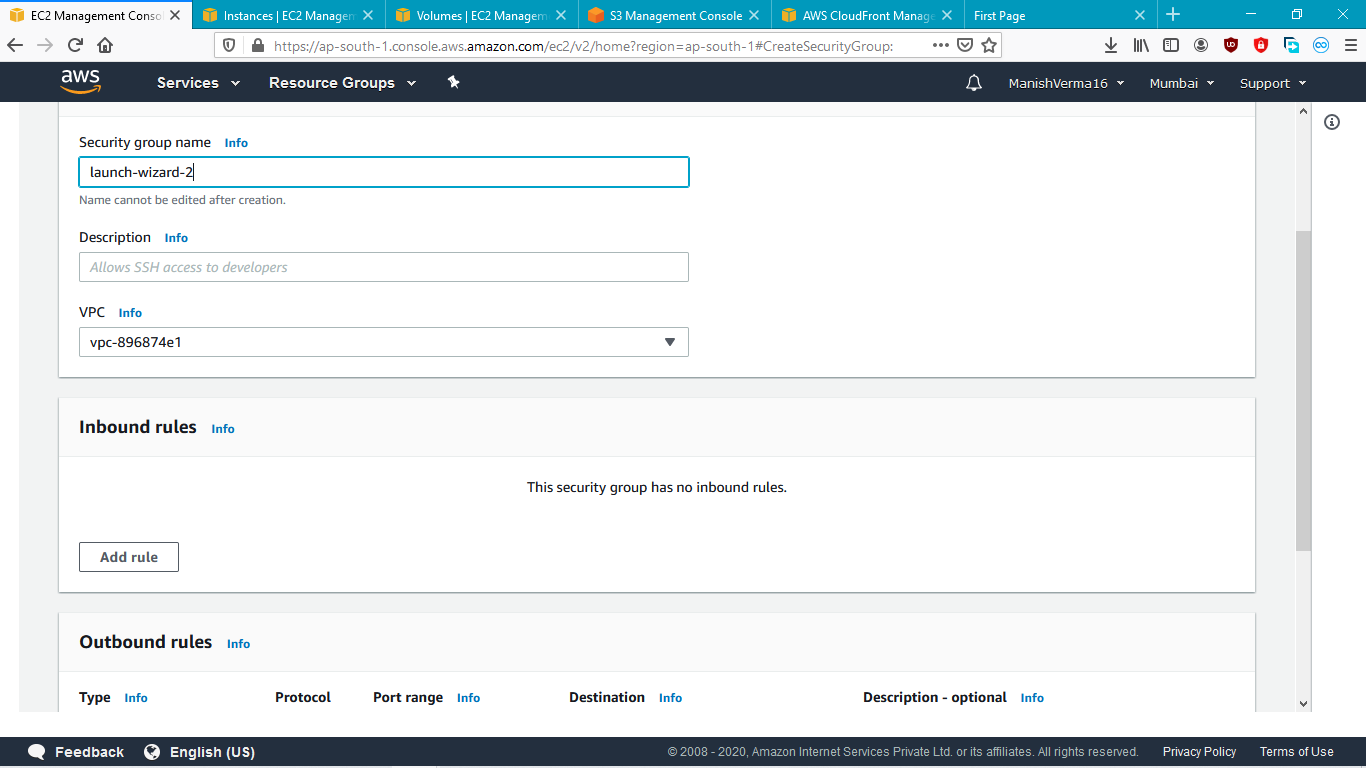 EC2 Management Conso
Instances | EC2 Managem
Volumes | EC2 Managem
S3 Management Console
AWS CloudFront Manage
First Page
https://ap-south-1.console.aws.amazon.com/ec2/v2/home?region=ap-south-1#CreateSecurityGroup:
aws
Services
Resource Groups
ManishVerma16
Mumbai
Support
Security group name Info
launch-wizard-2
Name cannot be edited after creation.
Description Info
Allows SSH access to developers
VPC Info
vpc-896874e1
Inbound rules Info
This security group has no inbound rules.
Add rule
Outbound rules Info
Type Info Protocol Port range Info Destination Info Description - optional Info
Feedback English (US) © 2008 - 2020, Amazon Internet Services Private Ltd. or its affiliates. All rights reserved. Privacy Policy Terms of Use